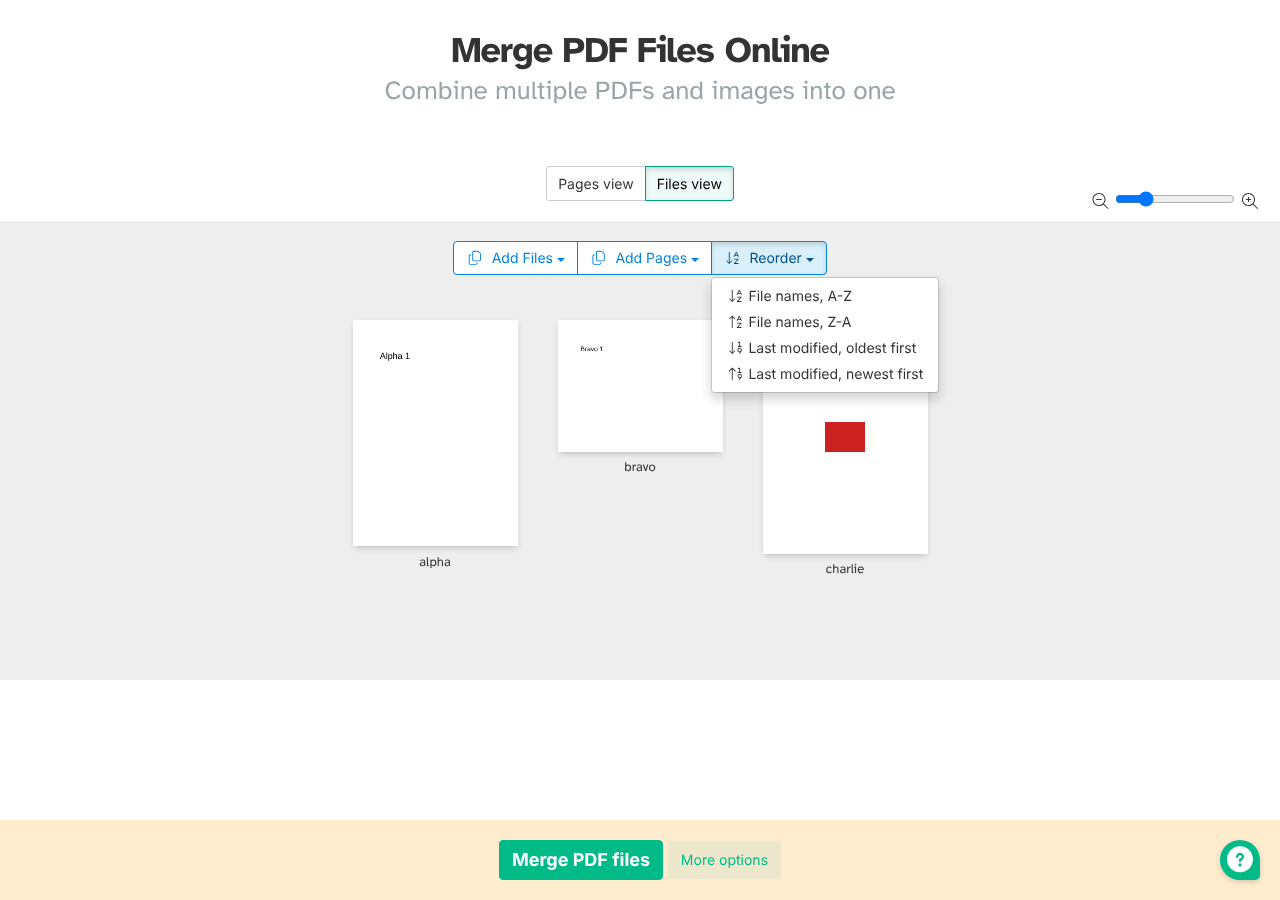 Merge PDF Files Online
Combine multiple PDFs and images into one
Pages view
Files view
Add Files
Add Pages
Reorder
File names, A-Z
File names, Z-A
Last modified, oldest first
Last modified, newest first
Alpha 1
Bravo 1
alpha
bravo
charlie
Merge PDF files
More options